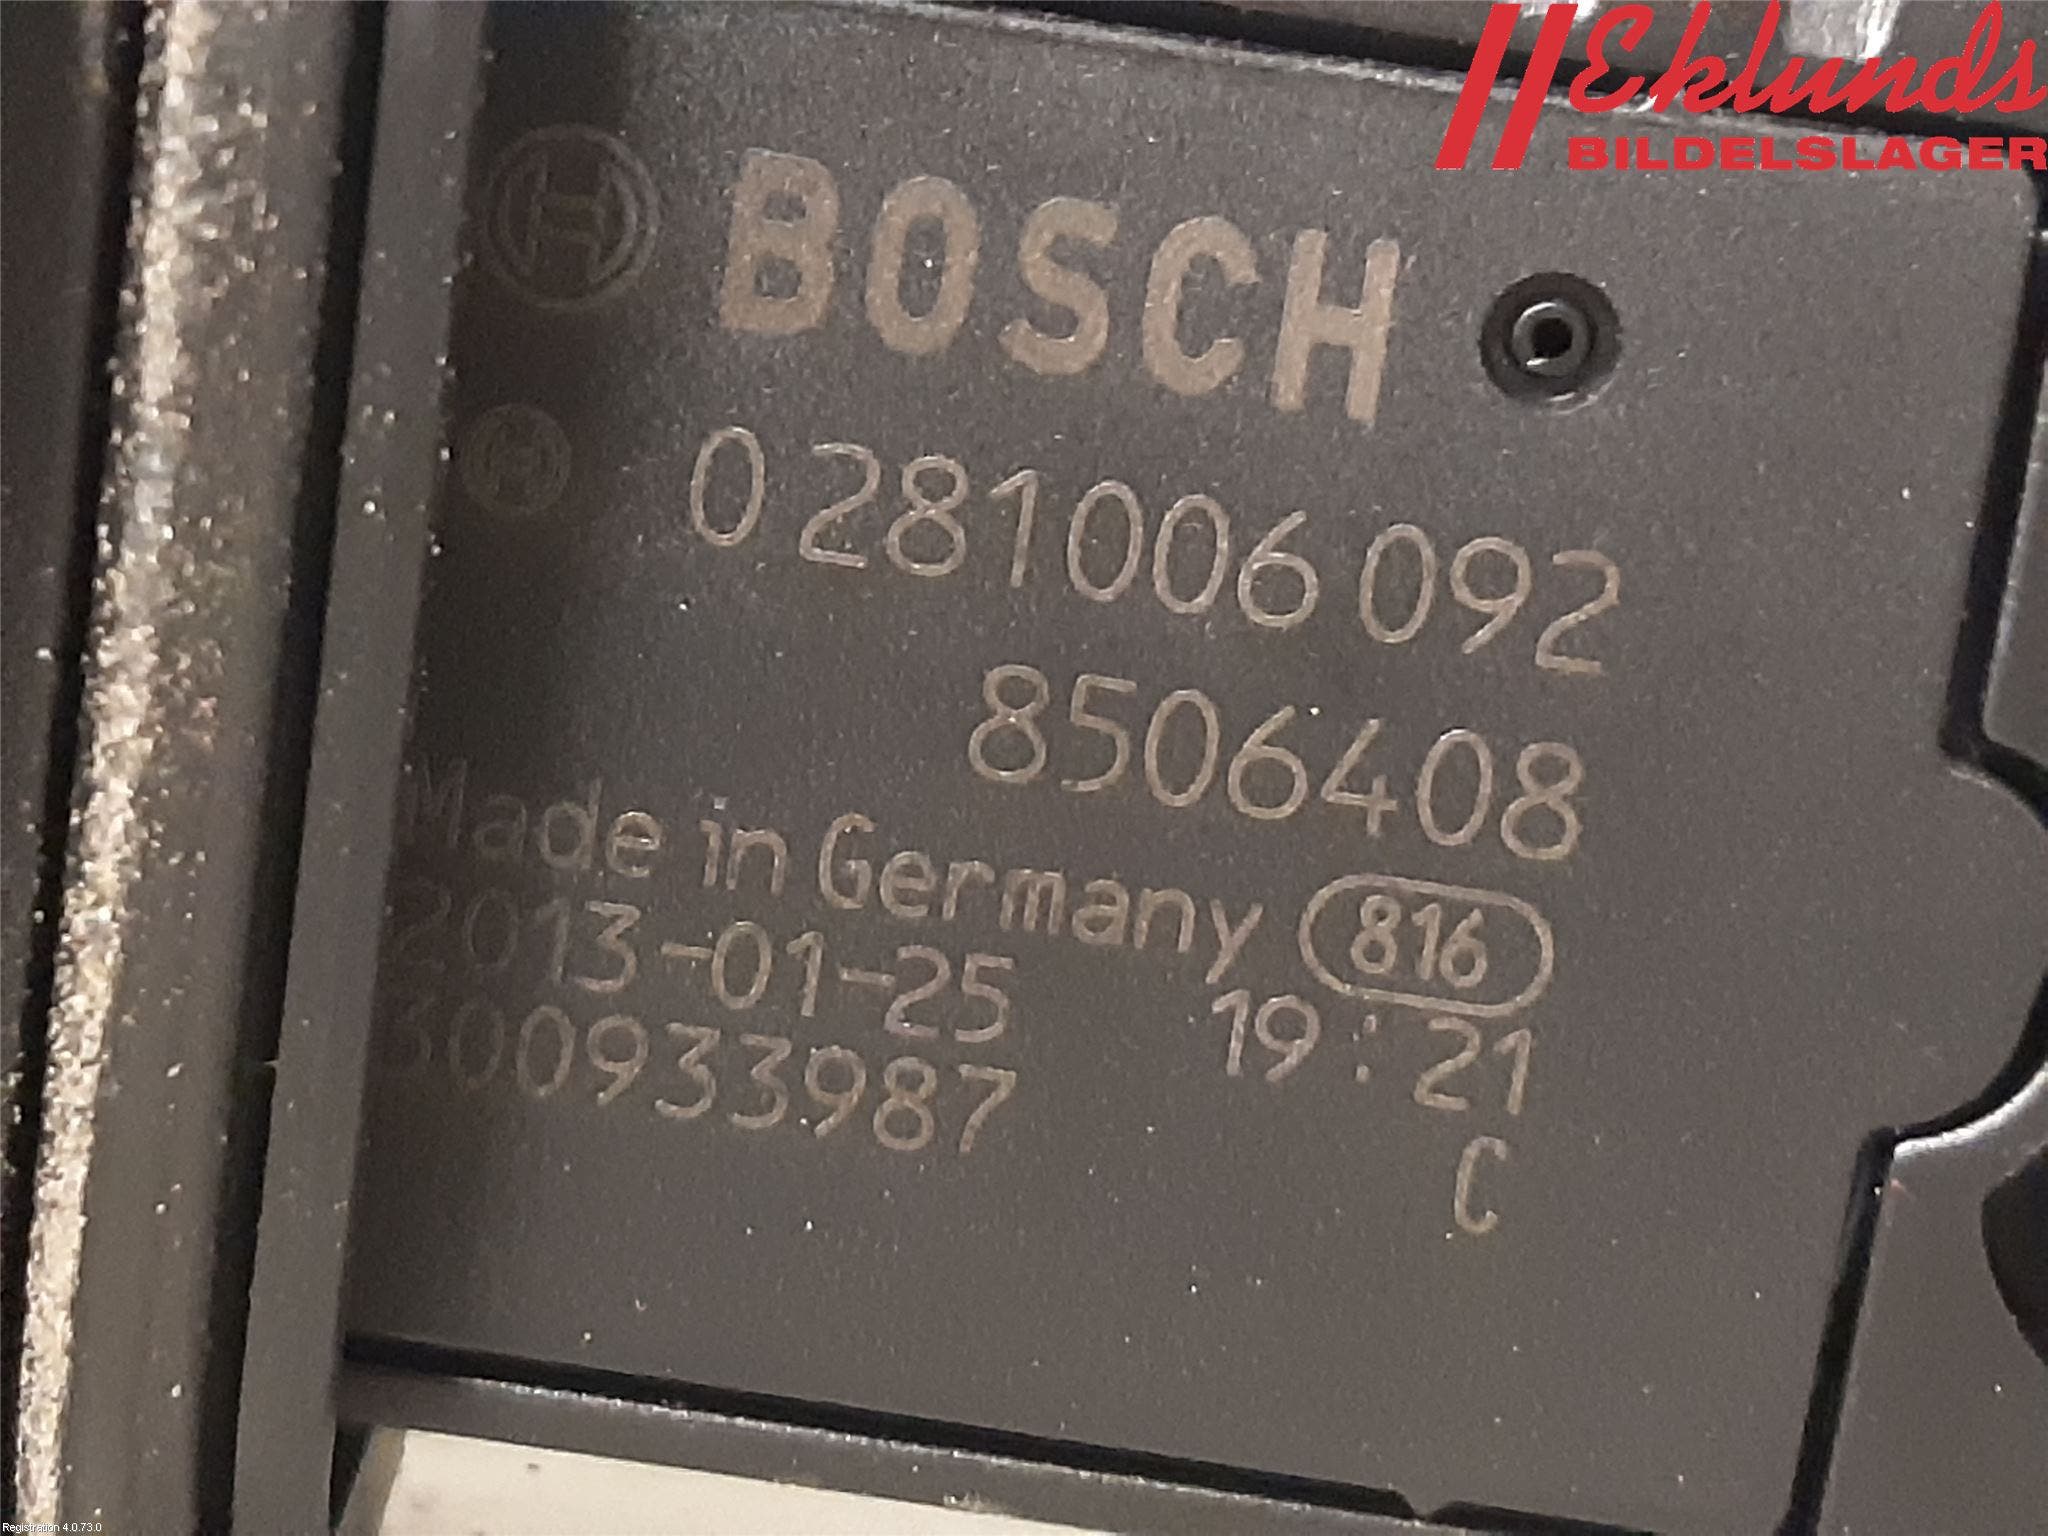 Eklunds
BILDELSLAGER
BOSCH
0 281 006 092
8506408
Made in Germany 816
2013-01-25 19:21
300933987
C
Registration 4.0.73.0